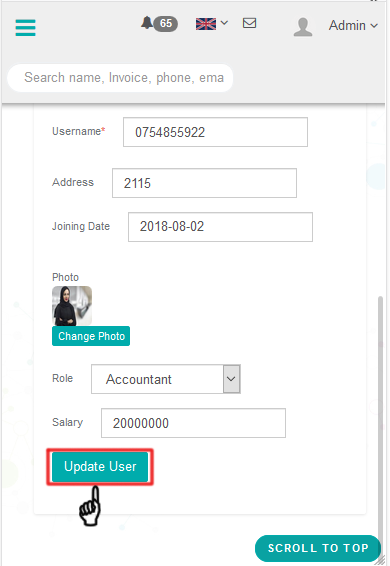 65
Admin
Search name, Invoice, phone, ema
Username* 0754855922
Address 2115
Joining Date 2018-08-02
Photo
Change Photo
Role Accountant
Salary 20000000
Update User
SCROLL TO TOP